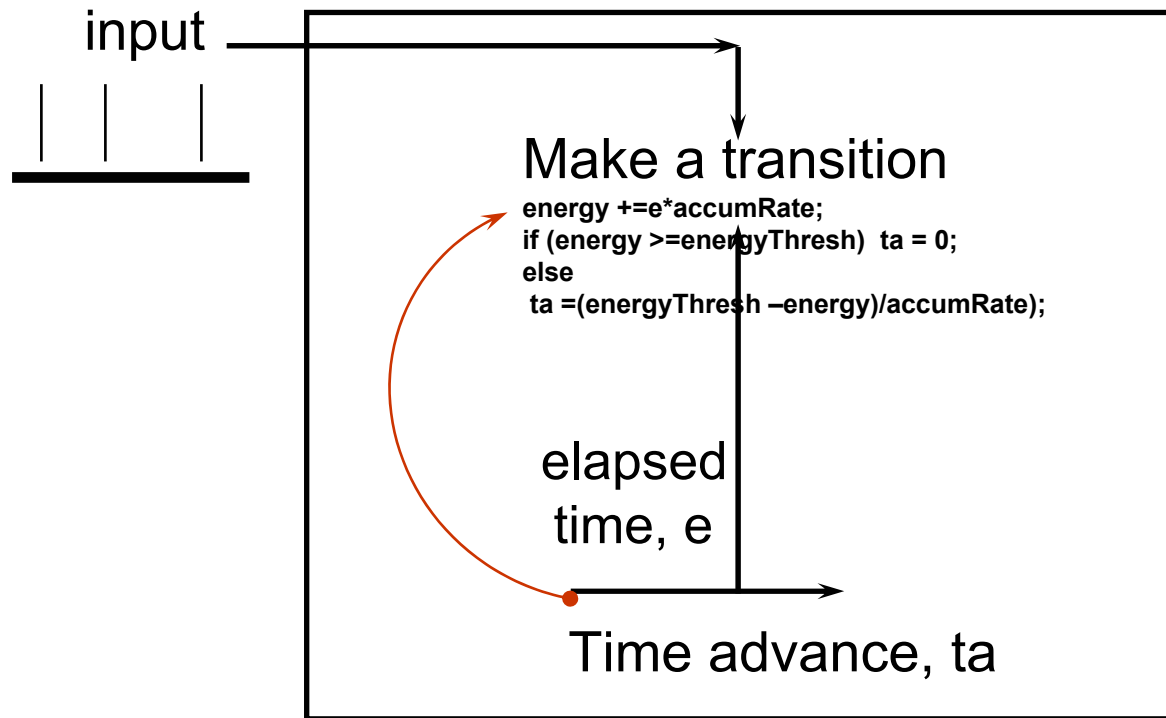 input
Make a transition
energy +=e*accumRate;
if (energy >=energyThresh) ta = 0;
else
ta =(energyThresh –energy)/accumRate);
elapsed
time, e
Time advance, ta